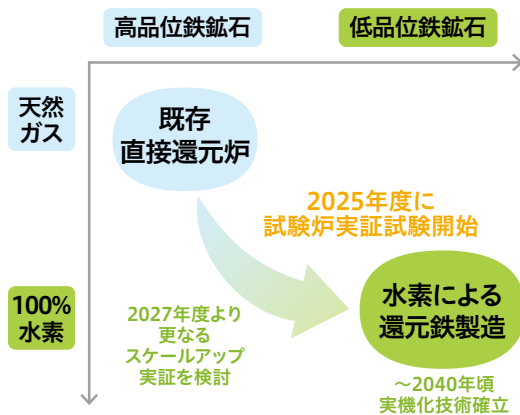 高品位鉄鉱石
低品位鉄鉱石
天然
ガス
既存
直接還元炉
2025年度に
試験炉実証試験開始
100%
水素
2027年度より
更なる
スケールアップ
実証を検討
水素による
還元鉄製造
～2040年頃
実機化技術確立